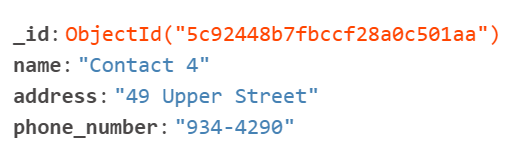 _id: ObjectId("5c92448b7fbccf28a0c501aa")
name: "Contact 4"
address: "49 Upper Street"
phone_number: "934-4290"